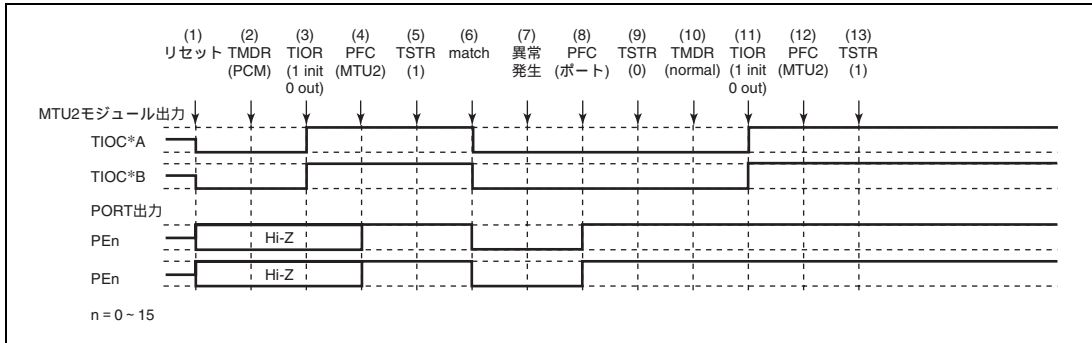 (1) (2) (3) (4) (5) (6) (7) (8) (9) (10) (11) (12) (13)
リセット TMDR TIOR PFC TSTR match 異常 PFC TSTR TMDR TIOR PFC TSTR
(PCM) (1 init (MTU2) (1) 発生 (ポート) (0) (normal) (1 init (MTU2) (1)
0 out) 0 out)
MTU2モジュール出力
TIOC*A
TIOC*B
PORT出力
PEn Hi-Z
PEn Hi-Z
n = 0 ~ 15